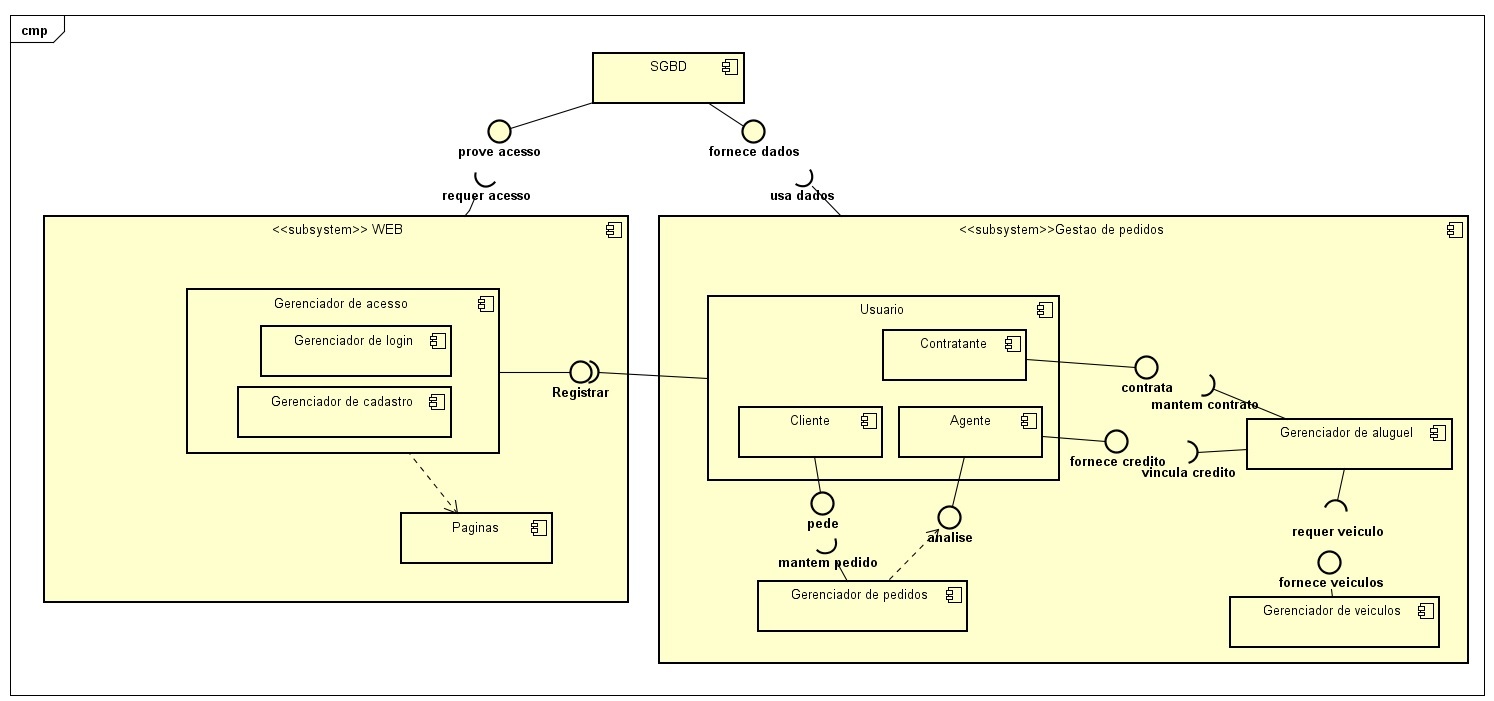 cmp
SGBD
prove acesso
fornece dados
requer acesso
usa dados
<<subsystem>> WEB
<<subsystem>>Gestao de pedidos
Gerenciador de acesso
Gerenciador de login
Gerenciador de cadastro
Registrar
Paginas
Usuario
Contratante
Cliente
Agente
contrata
mantem contrato
Gerenciador de aluguel
fornece credito
vincula credito
pede
analise
mantem pedido
Gerenciador de pedidos
requer veiculo
fornece veiculos
Gerenciador de veiculos